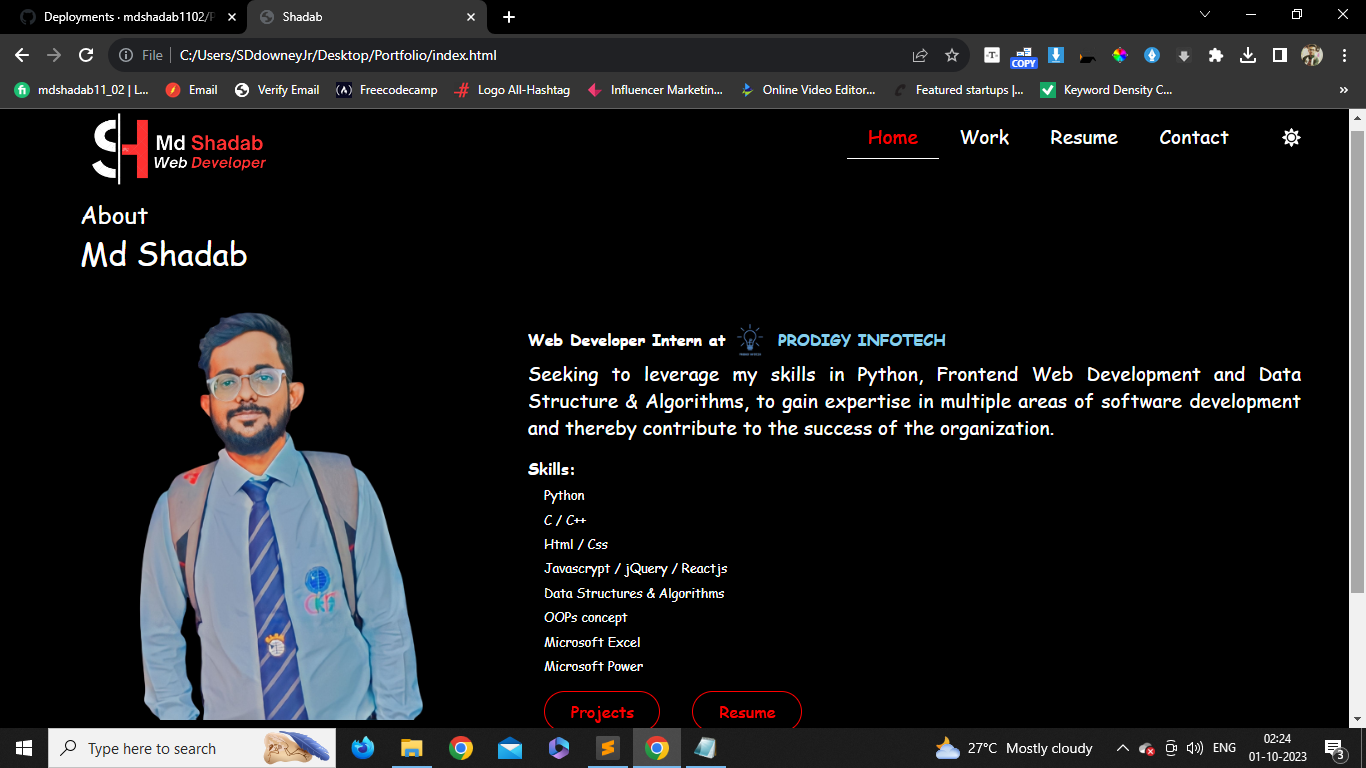 Deployments · mdshadab1102/P
Shadab
File
C:/Users/SDdowneyJr/Desktop/Portfolio/index.html
COPY
mdshadab11_02 | L...
Email
Verify Email
Freecodecamp
Logo All-Hashtag
Influencer Marketin...
Online Video Editor...
Featured startups |...
Keyword Density C...
SH
Md Shadab
Web Developer
Home
Work
Resume
Contact
About
Md Shadab
Web Developer Intern at
PRODIGY INFOTECH
Seeking to leverage my skills in Python, Frontend Web Development and Data
Structure & Algorithms, to gain expertise in multiple areas of software development
and thereby contribute to the success of the organization.
Skills:
Python
C / C++
Html / Css
Javascrypt / jQuery / Reactjs
Data Structures & Algorithms
OOPs concept
Microsoft Excel
Microsoft Power
Projects
Resume
Type here to search
27°C Mostly cloudy
ENG
02:24
01-10-2023
3